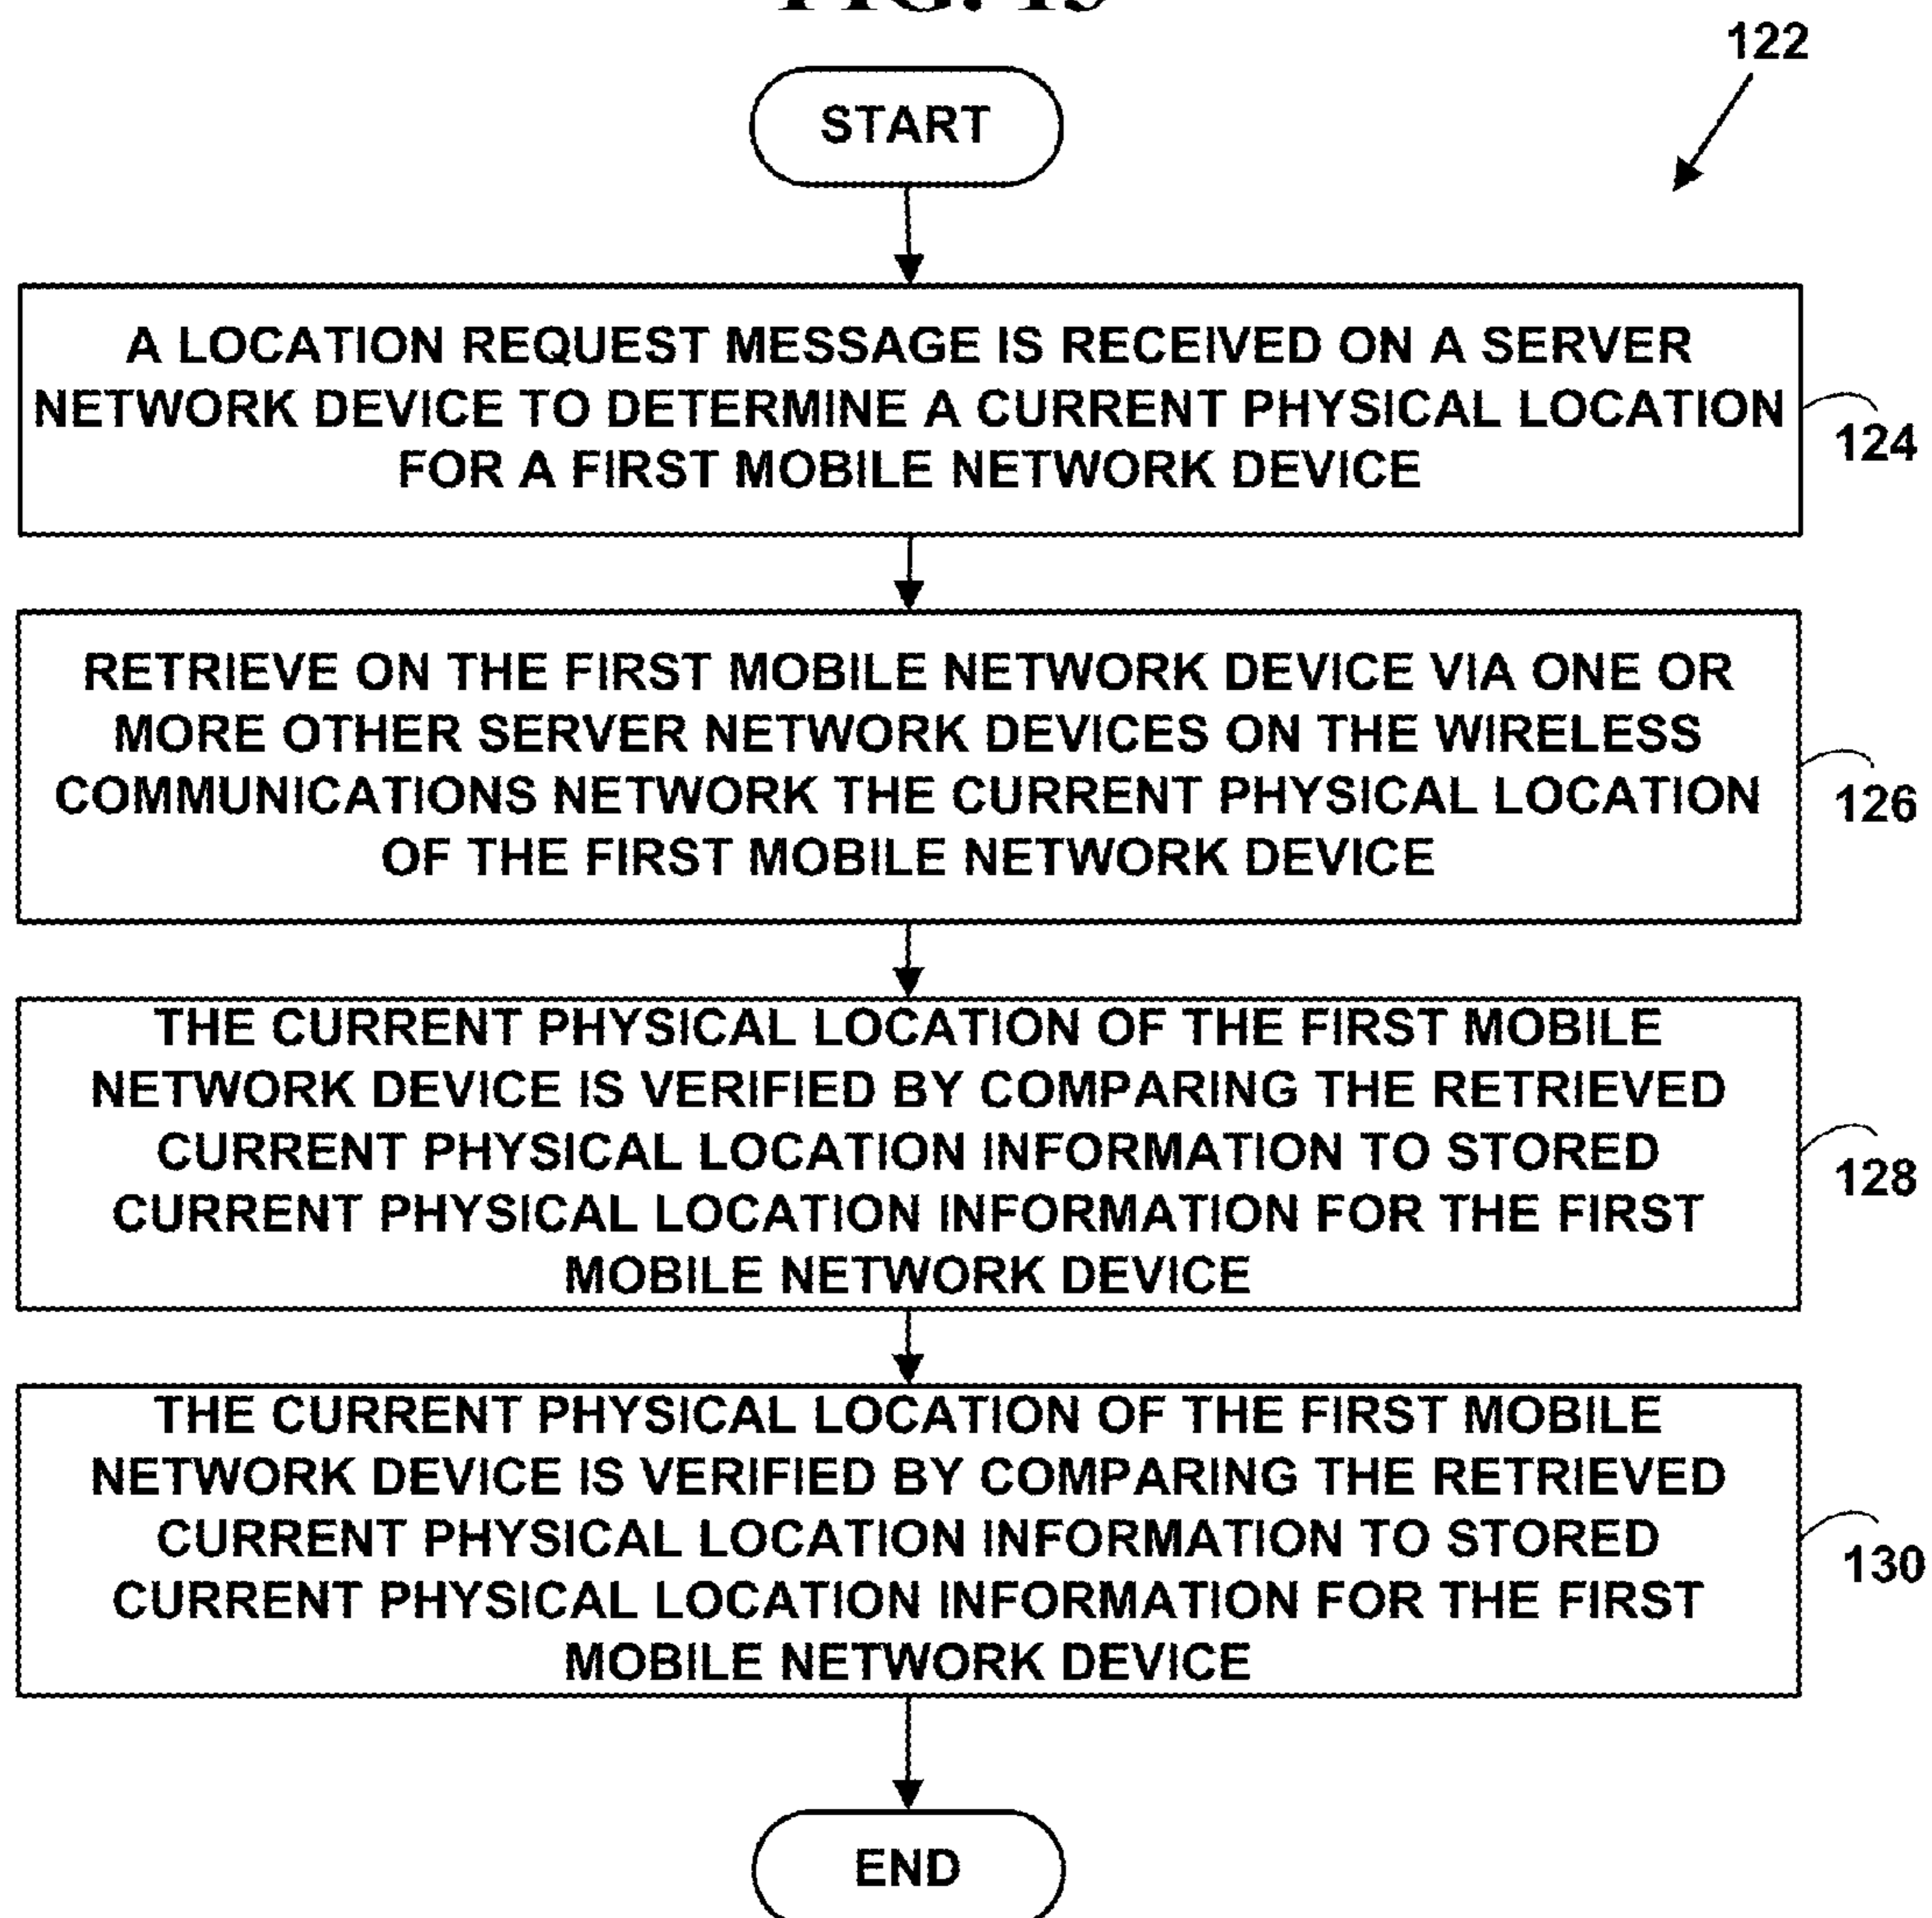 122
START
A LOCATION REQUEST MESSAGE IS RECEIVED ON A SERVER
NETWORK DEVICE TO DETERMINE A CURRENT PHYSICAL LOCATION
FOR A FIRST MOBILE NETWORK DEVICE
124
RETRIEVE ON THE FIRST MOBILE NETWORK DEVICE VIA ONE OR
MORE OTHER SERVER NETWORK DEVICES ON THE WIRELESS
COMMUNICATIONS NETWORK THE CURRENT PHYSICAL LOCATION
OF THE FIRST MOBILE NETWORK DEVICE
126
THE CURRENT PHYSICAL LOCATION OF THE FIRST MOBILE
NETWORK DEVICE IS VERIFIED BY COMPARING THE RETRIEVED
CURRENT PHYSICAL LOCATION INFORMATION TO STORED
CURRENT PHYSICAL LOCATION INFORMATION FOR THE FIRST
MOBILE NETWORK DEVICE
128
THE CURRENT PHYSICAL LOCATION OF THE FIRST MOBILE
NETWORK DEVICE IS VERIFIED BY COMPARING THE RETRIEVED
CURRENT PHYSICAL LOCATION INFORMATION TO STORED
CURRENT PHYSICAL LOCATION INFORMATION FOR THE FIRST
MOBILE NETWORK DEVICE
130
END